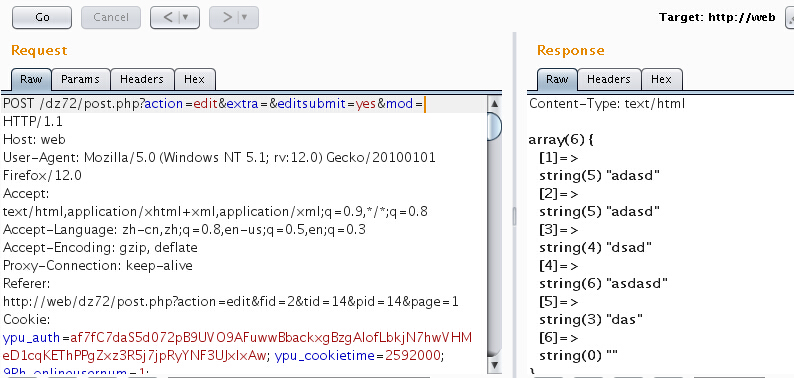 Go Cancel < > Target: http://web
Request
Raw Params Headers Hex
POST /dz72/post.php?action=edit&extra=&editsubmit=yes&mod=
HTTP/1.1
Host: web
User-Agent: Mozilla/5.0 (Windows NT 5.1; rv:12.0) Gecko/20100101
Firefox/12.0
Accept:
text/html,application/xhtml+xml,application/xml;q=0.9,*/*;q=0.8
Accept-Language: zh-cn,zh;q=0.8,en-us;q=0.5,en;q=0.3
Accept-Encoding: gzip, deflate
Proxy-Connection: keep-alive
Referer:
http://web/dz72/post.php?action=edit&fid=2&tid=14&pid=14&page=1
Cookie:
ypu_auth=af7fC7daS5d072pB9UVO9AFuwwBbackxgBzgAlofLbkjN7hwVHM
eD1cqKEThPPgZxz3R5j7jpRyYNF3UJxlxAw; ypu_cookietime=2592000;
9Rh_onlineusernum=1;
Response
Raw Headers Hex
Content-Type: text/html
array(6) {
[1]=>
string(5) "adasd"
[2]=>
string(5) "adasd"
[3]=>
string(4) "dsad"
[4]=>
string(6) "asdasd"
[5]=>
string(3) "das"
[6]=>
string(0) ""
}